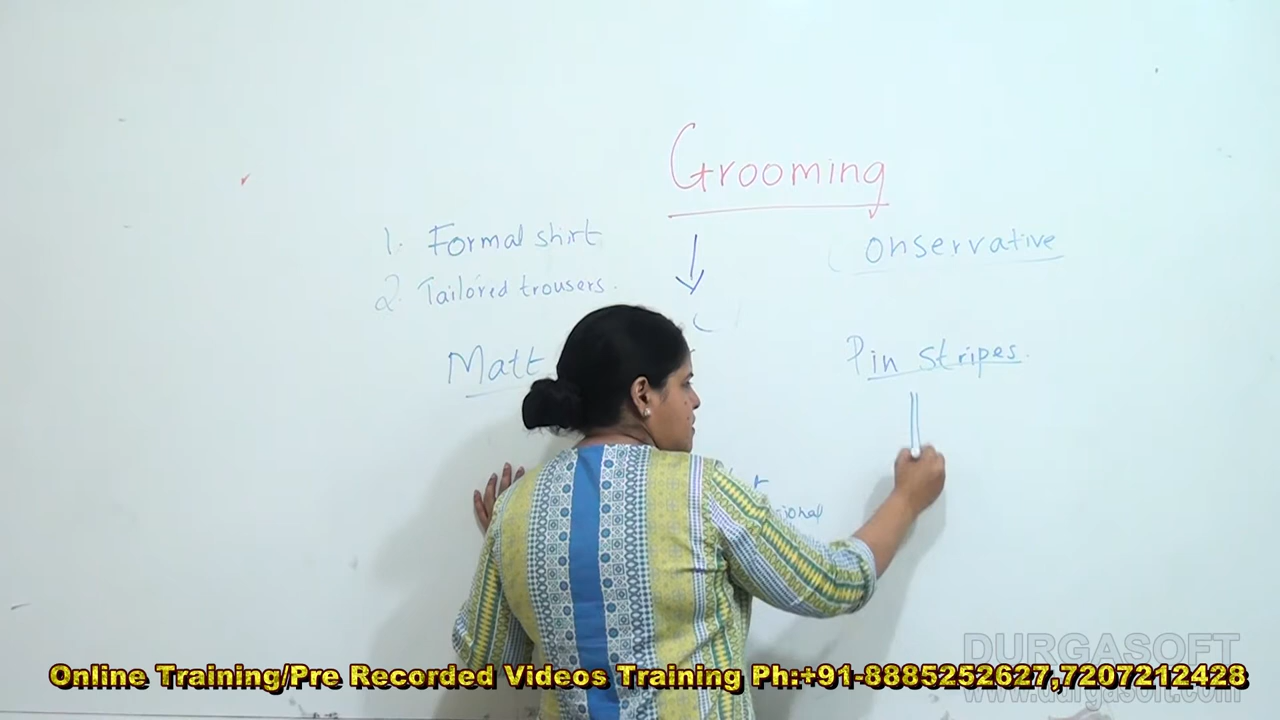 Grooming
1. Formal shirt
Conservative
2. Tailored trousers.
Matt
Pin stripes.
DURGASOFT
Online Training/Pre Recorded Videos Training Ph:+91-8885252627,7207212428
www.durgasoft.com